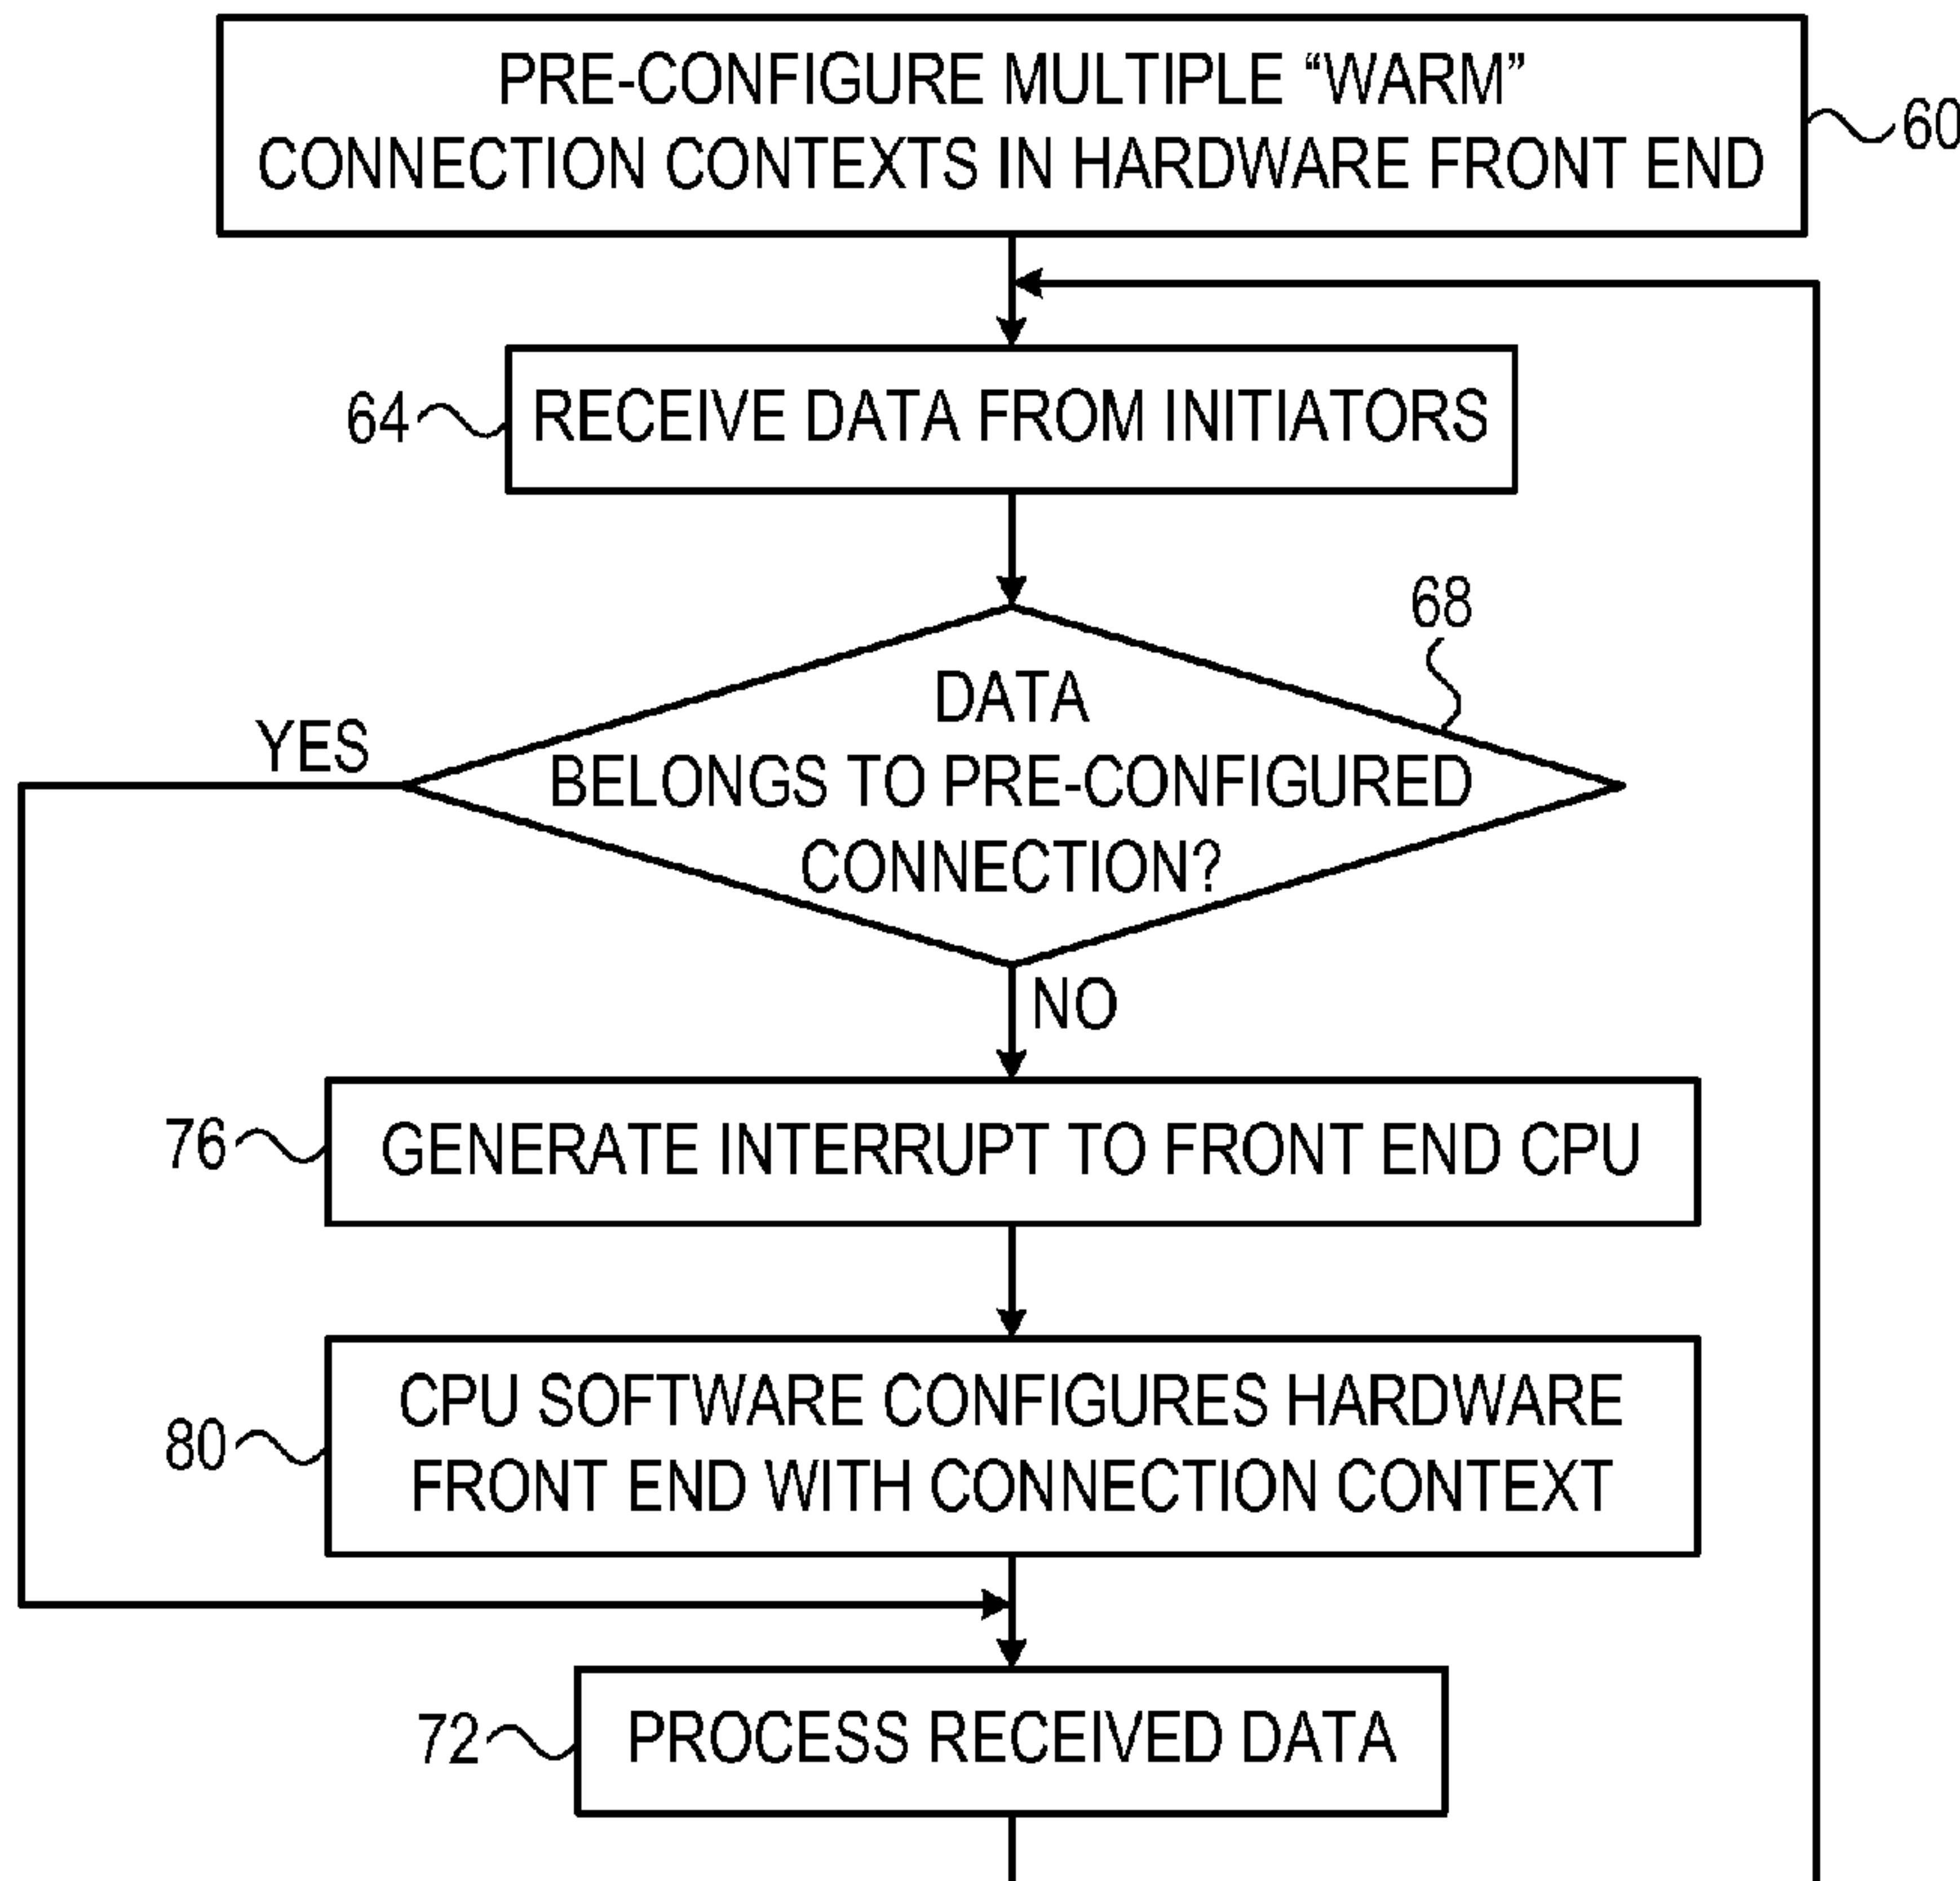 PRE-CONFIGURE MULTIPLE “WARM”
CONNECTION CONTEXTS IN HARDWARE FRONT END
60
64
RECEIVE DATA FROM INITIATORS
68
DATA
BELONGS TO PRE-CONFIGURED
CONNECTION?
YES
NO
76
GENERATE INTERRUPT TO FRONT END CPU
80
CPU SOFTWARE CONFIGURES HARDWARE
FRONT END WITH CONNECTION CONTEXT
72
PROCESS RECEIVED DATA